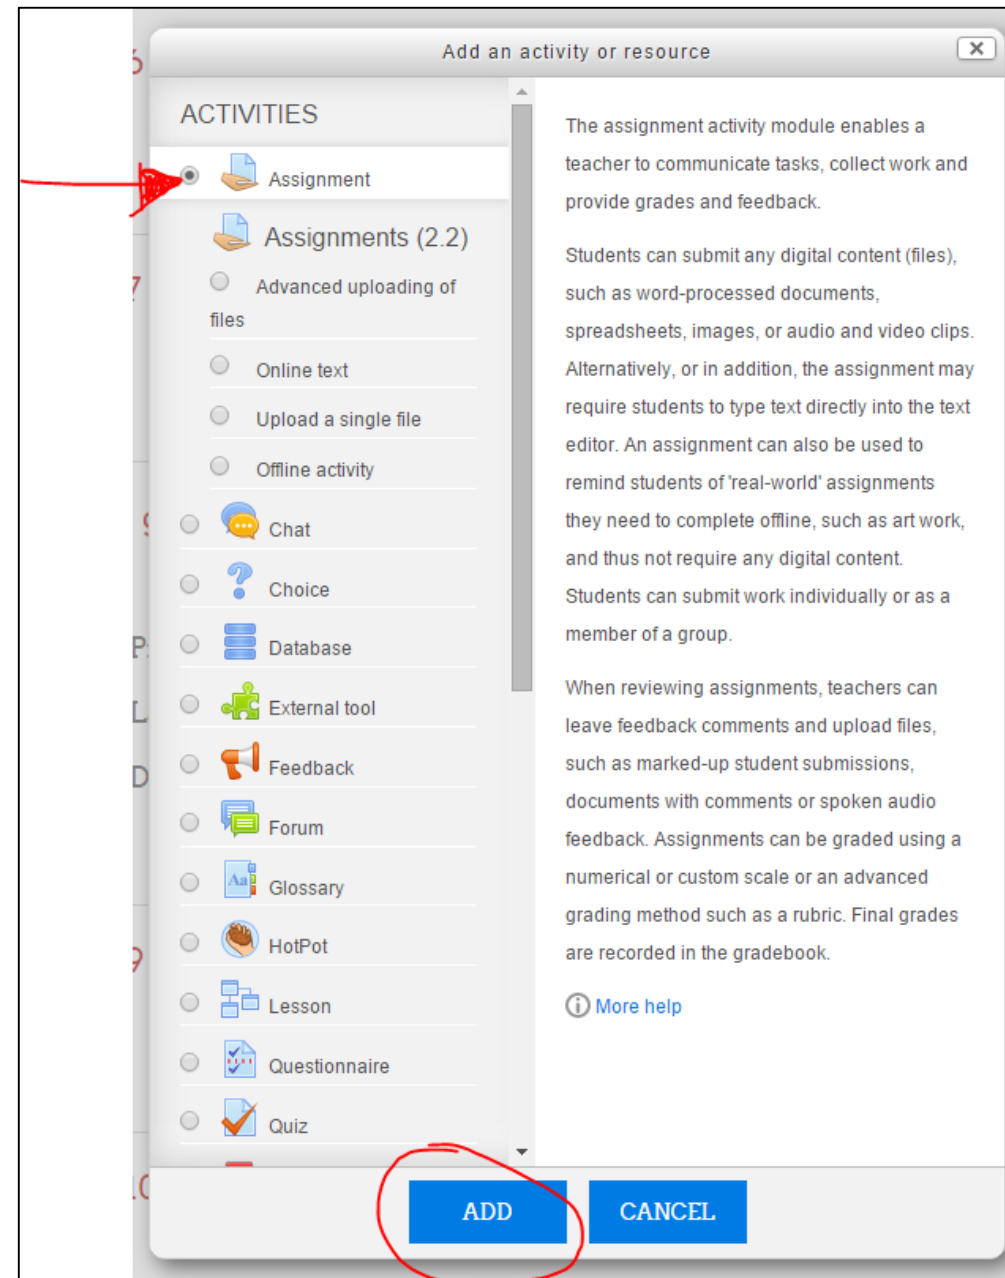 Add an activity or resource
ACTIVITIES
Assignment
Assignments (2.2)
Advanced uploading of
files
Online text
Upload a single file
Offline activity
Chat
Choice
Database
External tool
Feedback
Forum
Glossary
HotPot
Lesson
Questionnaire
Quiz
The assignment activity module enables a
teacher to communicate tasks, collect work and
provide grades and feedback.
Students can submit any digital content (files),
such as word-processed documents,
spreadsheets, images, or audio and video clips.
Alternatively, or in addition, the assignment may
require students to type text directly into the text
editor. An assignment can also be used to
remind students of 'real-world' assignments
they need to complete offline, such as art work,
and thus not require any digital content.
Students can submit work individually or as a
member of a group.
When reviewing assignments, teachers can
leave feedback comments and upload files,
such as marked-up student submissions,
documents with comments or spoken audio
feedback. Assignments can be graded using a
numerical or custom scale or an advanced
grading method such as a rubric. Final grades
are recorded in the gradebook.
More help
ADD
CANCEL